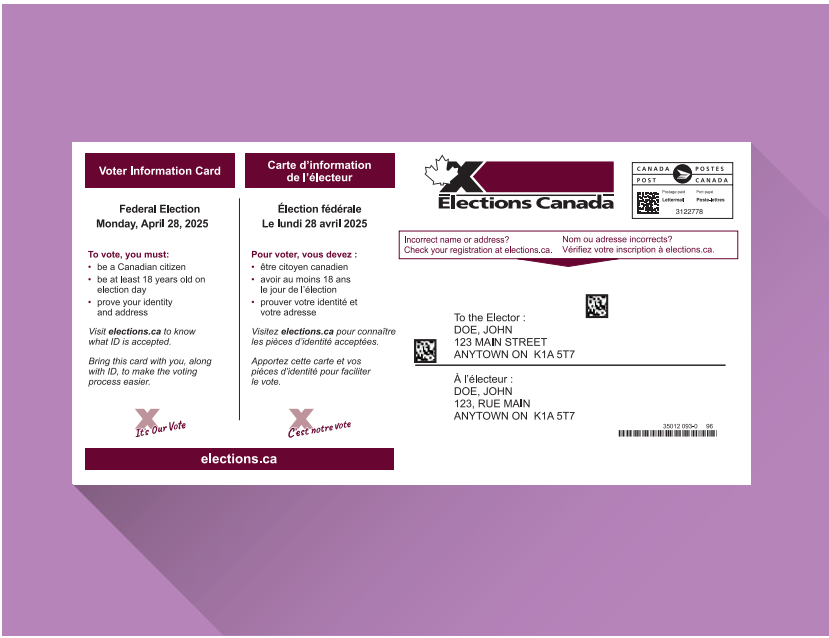 Voter Information Card
Federal Election
Monday, April 28, 2025
To vote, you must:
• be a Canadian citizen
• be at least 18 years old on
election day
• prove your identity
and address
Visit elections.ca to know
what ID is accepted.
Bring this card with you, along
with ID, to make the voting
process easier.
It's Our Vote
Carte d'information
de l'électeur
Élection fédérale
Le lundi 28 avril 2025
Pour voter, vous devez :
• être citoyen canadien
• avoir au moins 18 ans
le jour de l'élection
• prouver votre identité et
votre adresse
Visitez elections.ca pour connaître
les pièces d'identité acceptées.
Apportez cette carte et vos
pièces d'identité pour faciliter
le vote.
C'est notre vote
elections.ca
Elections Canada
CANADA POSTES
POST CANADA
Postage paid Port payé
Lettermail Poste-lettres
3122778
Incorrect name or address?
Check your registration at elections.ca.
Nom ou adresse incorrects?
Vérifiez votre inscription à elections.ca.
To the Elector :
DOE, JOHN
123 MAIN STREET
ANYTOWN ON K1A 5T7
À l'électeur :
DOE, JOHN
123, RUE MAIN
ANYTOWN ON K1A 5T7
35012 093-0 96